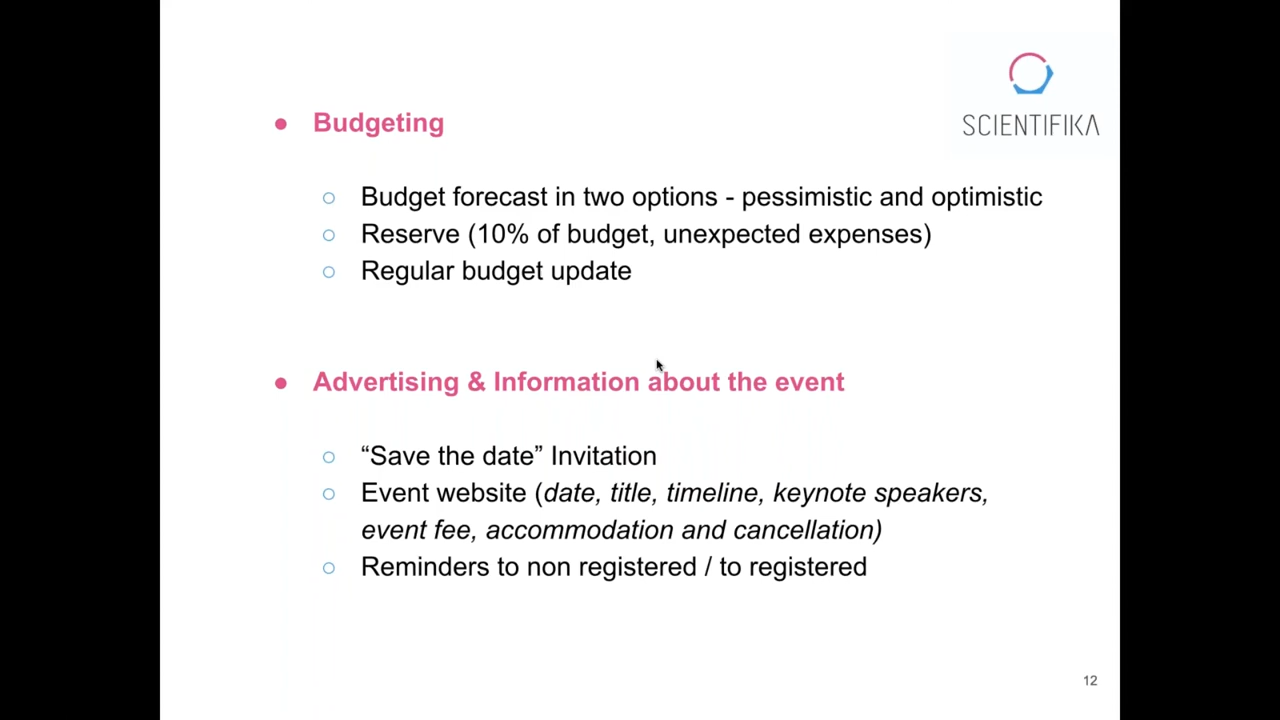 SCIENTIFIKA
● Budgeting
○ Budget forecast in two options - pessimistic and optimistic
○ Reserve (10% of budget, unexpected expenses)
○ Regular budget update
● Advertising & Information about the event
○ “Save the date” Invitation
○ Event website (date, title, timeline, keynote speakers,
event fee, accommodation and cancellation)
○ Reminders to non registered / to registered
12